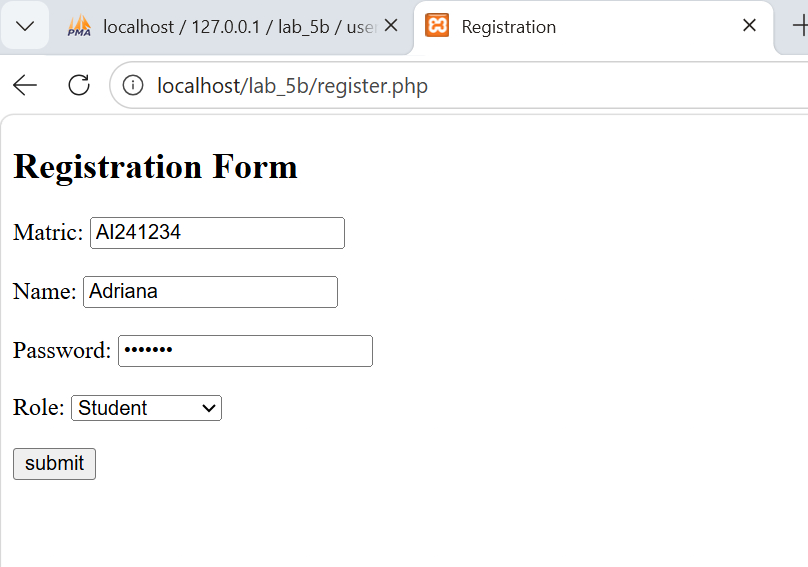 PMA localhost / 127.0.0.1 / lab_5b / user Registration
localhost/lab_5b/register.php
Registration Form
Matric: AI241234
Name: Adriana
Password: •••••••
Role: Student
submit